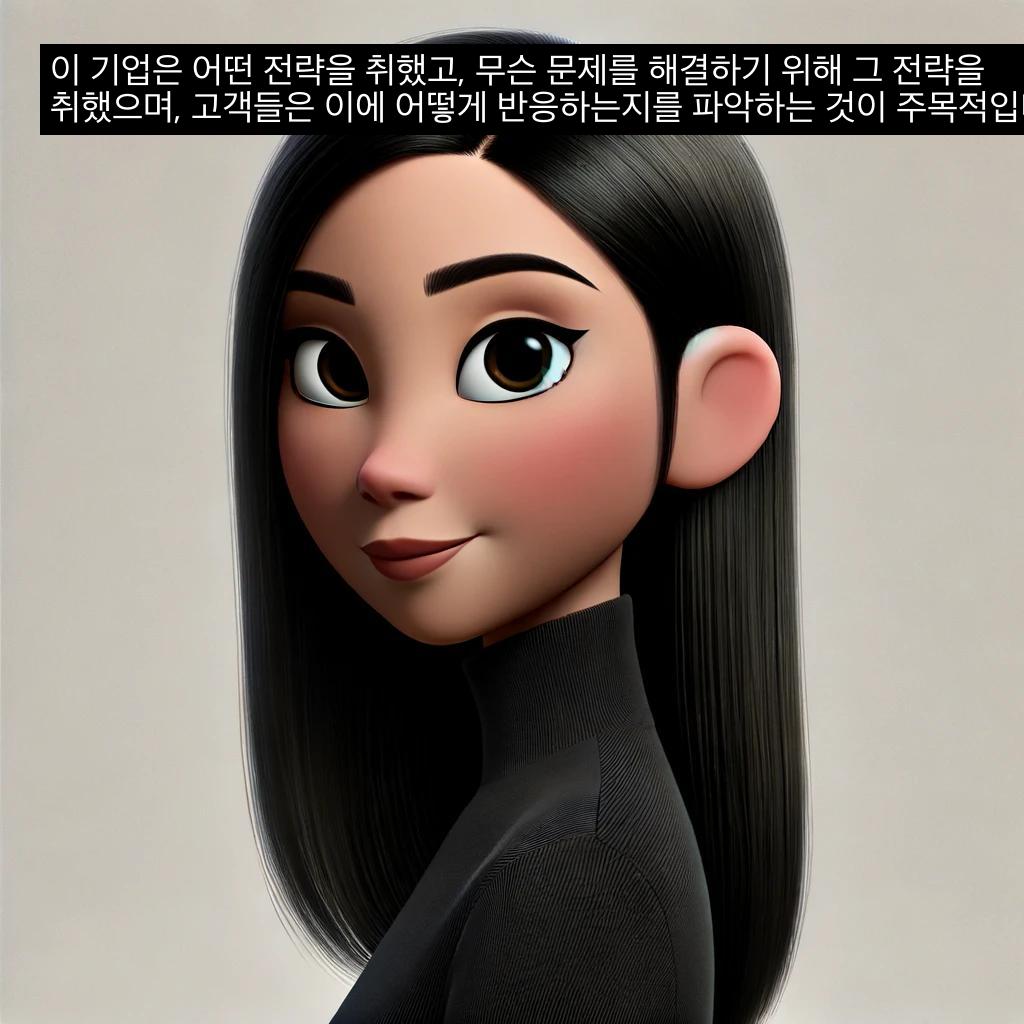 이 기업은 어떤 전략을 취했고, 무슨 문제를 해결하기 위해 그 전략을
취했으며, 고객들은 이에 어떻게 반응하는지를 파악하는 것이 주목적입